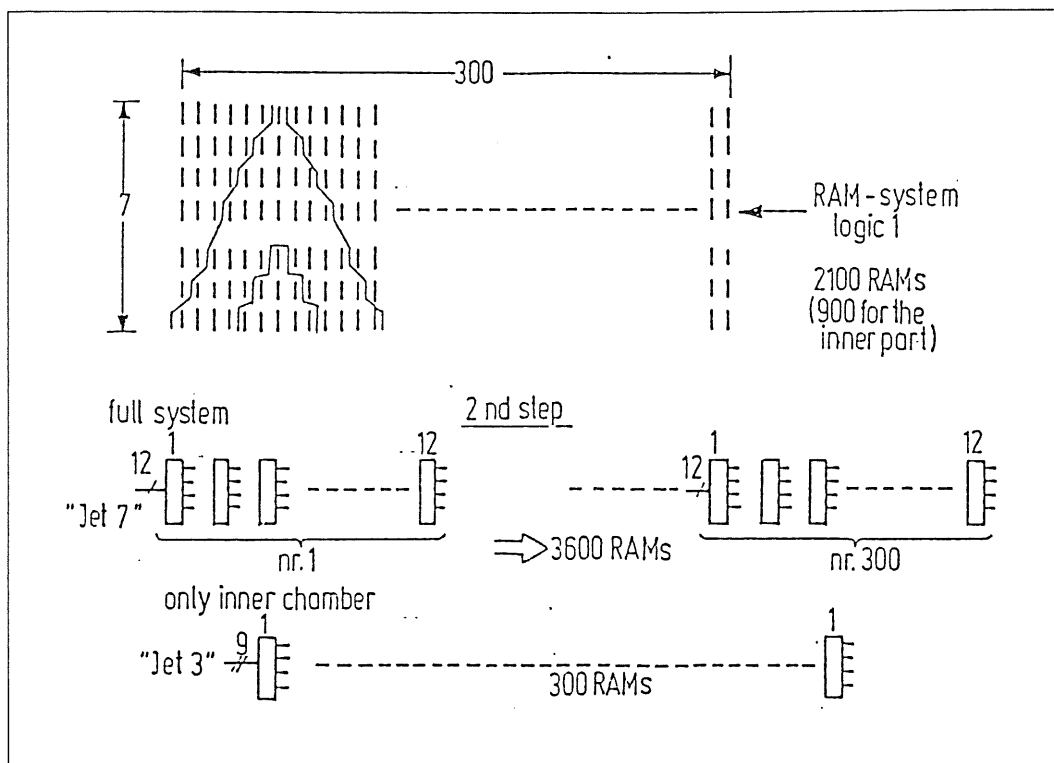 300
7
RAM-system
logic 1
2100 RAMs
(900 for the
inner part)
full system
2 nd step
1
12
1
12
12
12
"Jet 7"
nr. 1
3600 RAMs
nr. 300
only inner chamber
1
1
"Jet 3"
9
300 RAMs